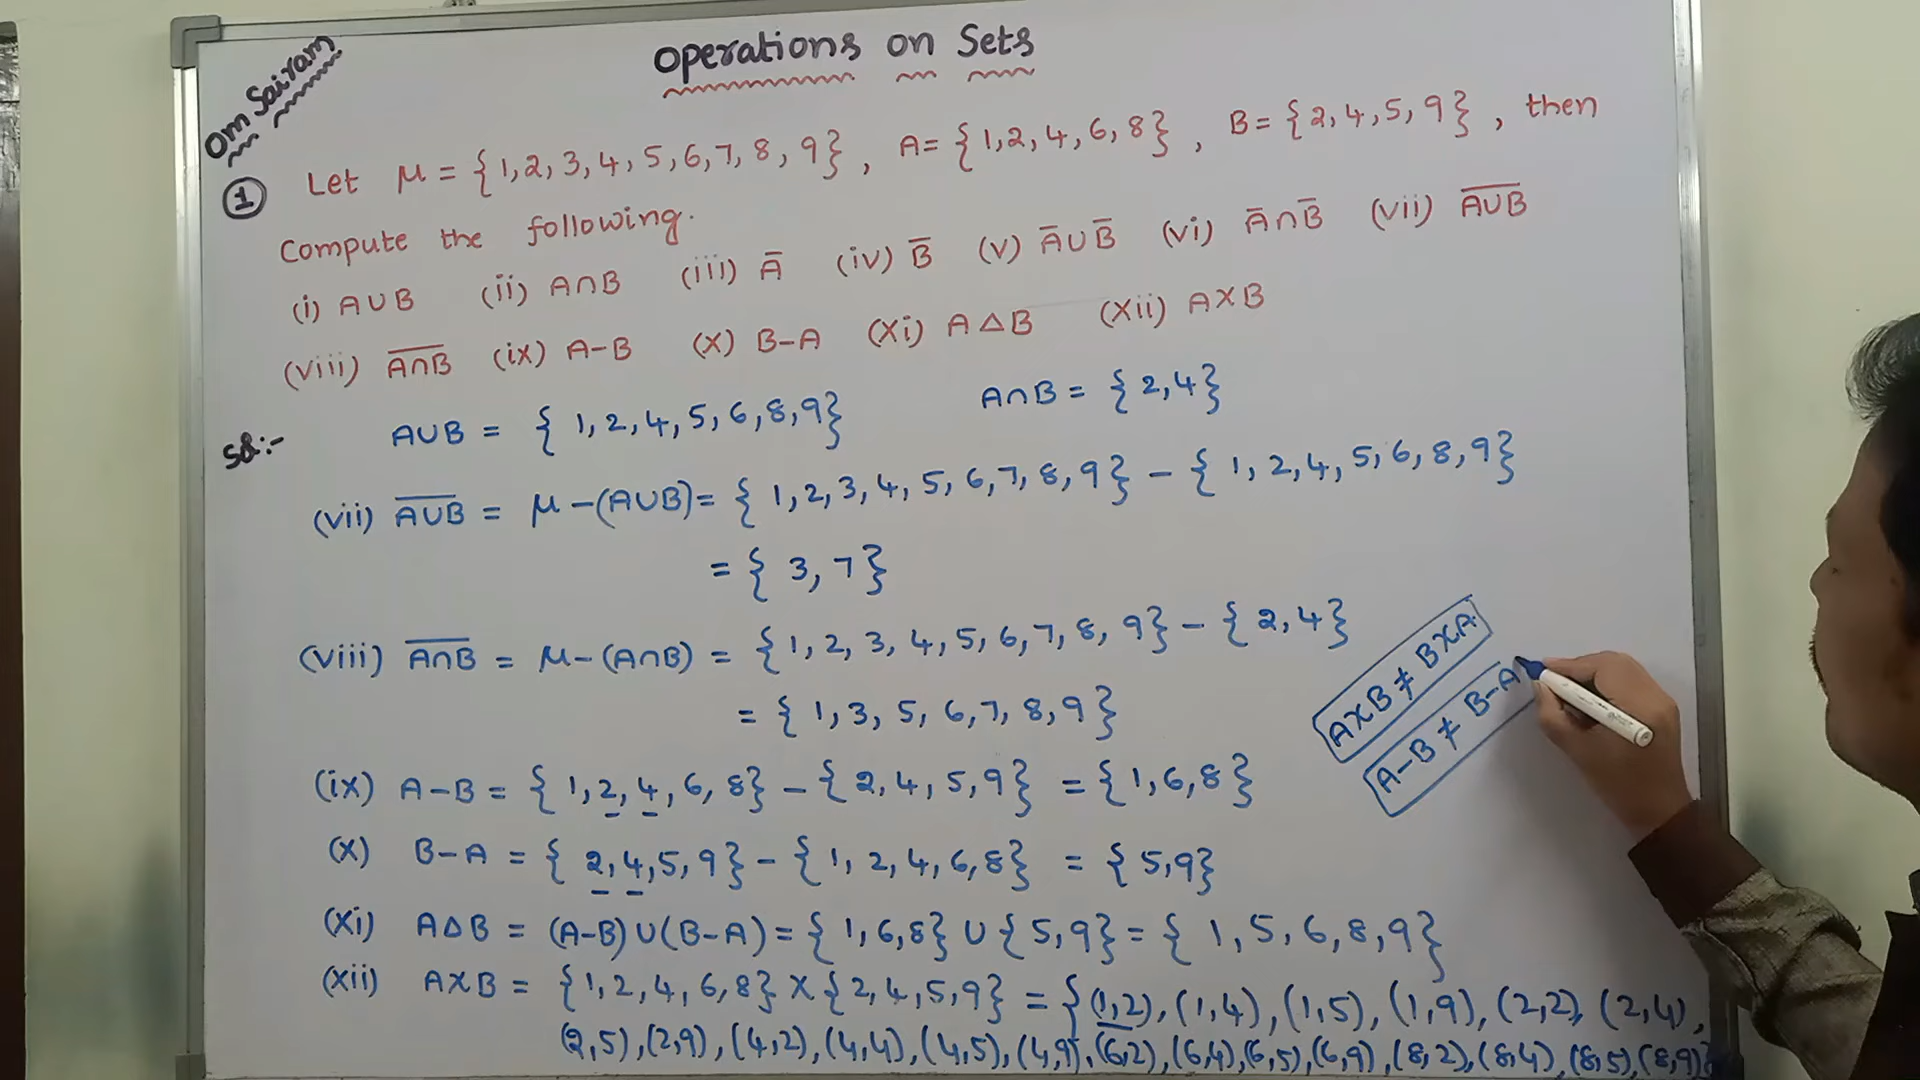 Om Sairam
Operations on Sets
① Let μ = {1,2,3,4,5,6,7,8,9}, A= {1,2,4,6,8}, B= {2,4,5,9}, then
Compute the following.
(i) A∪B (ii) A∩B (iii) A̅ (iv) B̅ (v) A̅∪B̅ (vi) A̅∩B̅ (vii) A̅∪̅B̅
(viii) A̅∩̅B̅ (ix) A-B (x) B-A (xi) A△B (xii) A×B
Sol:- A∪B = {1,2,4,5,6,8,9} A∩B = {2,4}
(vii) A̅∪̅B̅ = μ-(A∪B)= {1,2,3,4,5,6,7,8,9} - {1,2,4,5,6,8,9}
= {3,7}
(viii) A̅∩̅B̅ = μ-(A∩B) = {1,2,3,4,5,6,7,8,9} - {2,4}
= {1,3,5,6,7,8,9}
A×B ≠ B×A
A-B ≠ B-A
(ix) A-B = {1,2,4,6,8} - {2,4,5,9} = {1,6,8}
(x) B-A = {2,4,5,9} - {1,2,4,6,8} = {5,9}
(xi) A△B = (A-B)∪(B-A) = {1,6,8} ∪ {5,9} = {1,5,6,8,9}
(xii) A×B = {1,2,4,6,8} × {2,4,5,9} = {(1,2),(1,4),(1,5),(1,9),(2,2),(2,4),
(2,5),(2,9),(4,2),(4,4),(4,5),(4,9),(6,2),(6,4),(6,5),(6,9),(8,2),(8,4),(8,5),(8,9)}